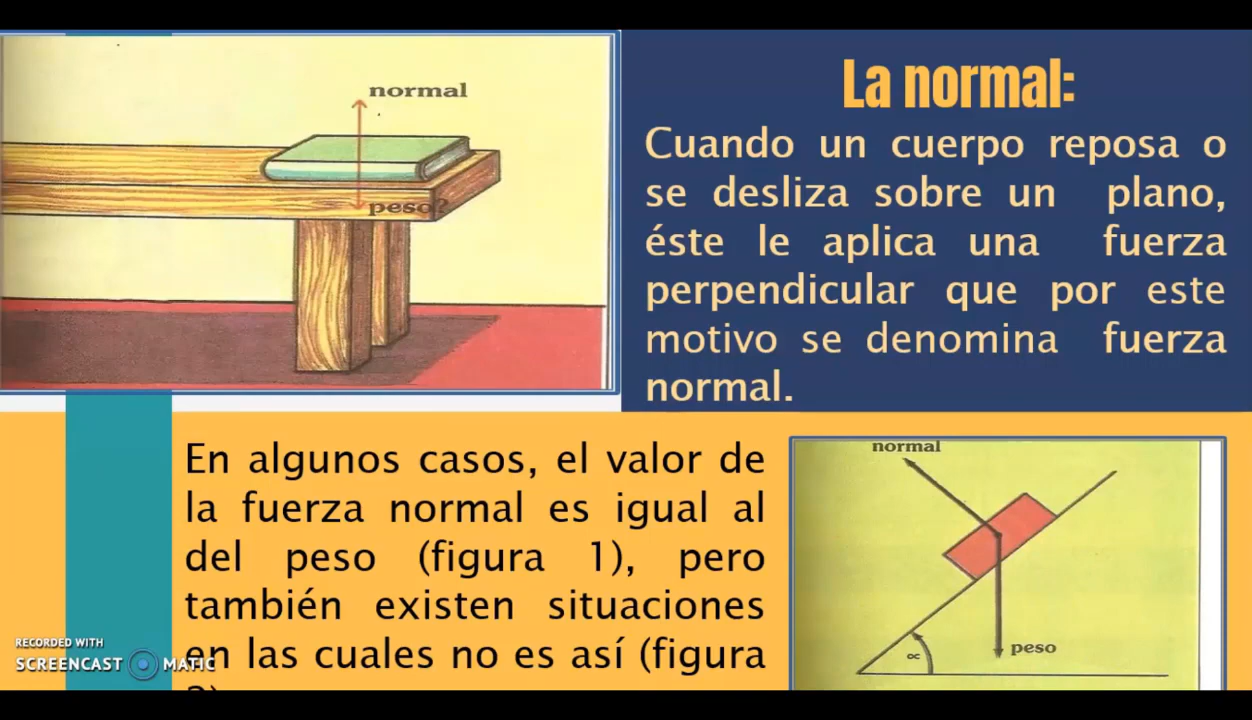 normal
peso?
La normal:
Cuando un cuerpo reposa o
se desliza sobre un plano,
éste le aplica una fuerza
perpendicular que por este
motivo se denomina fuerza
normal.
En algunos casos, el valor de
la fuerza normal es igual al
del peso (figura 1), pero
también existen situaciones
en las cuales no es así (figura
normal
peso
∝
RECORDED WITH
SCREENCAST MATIC